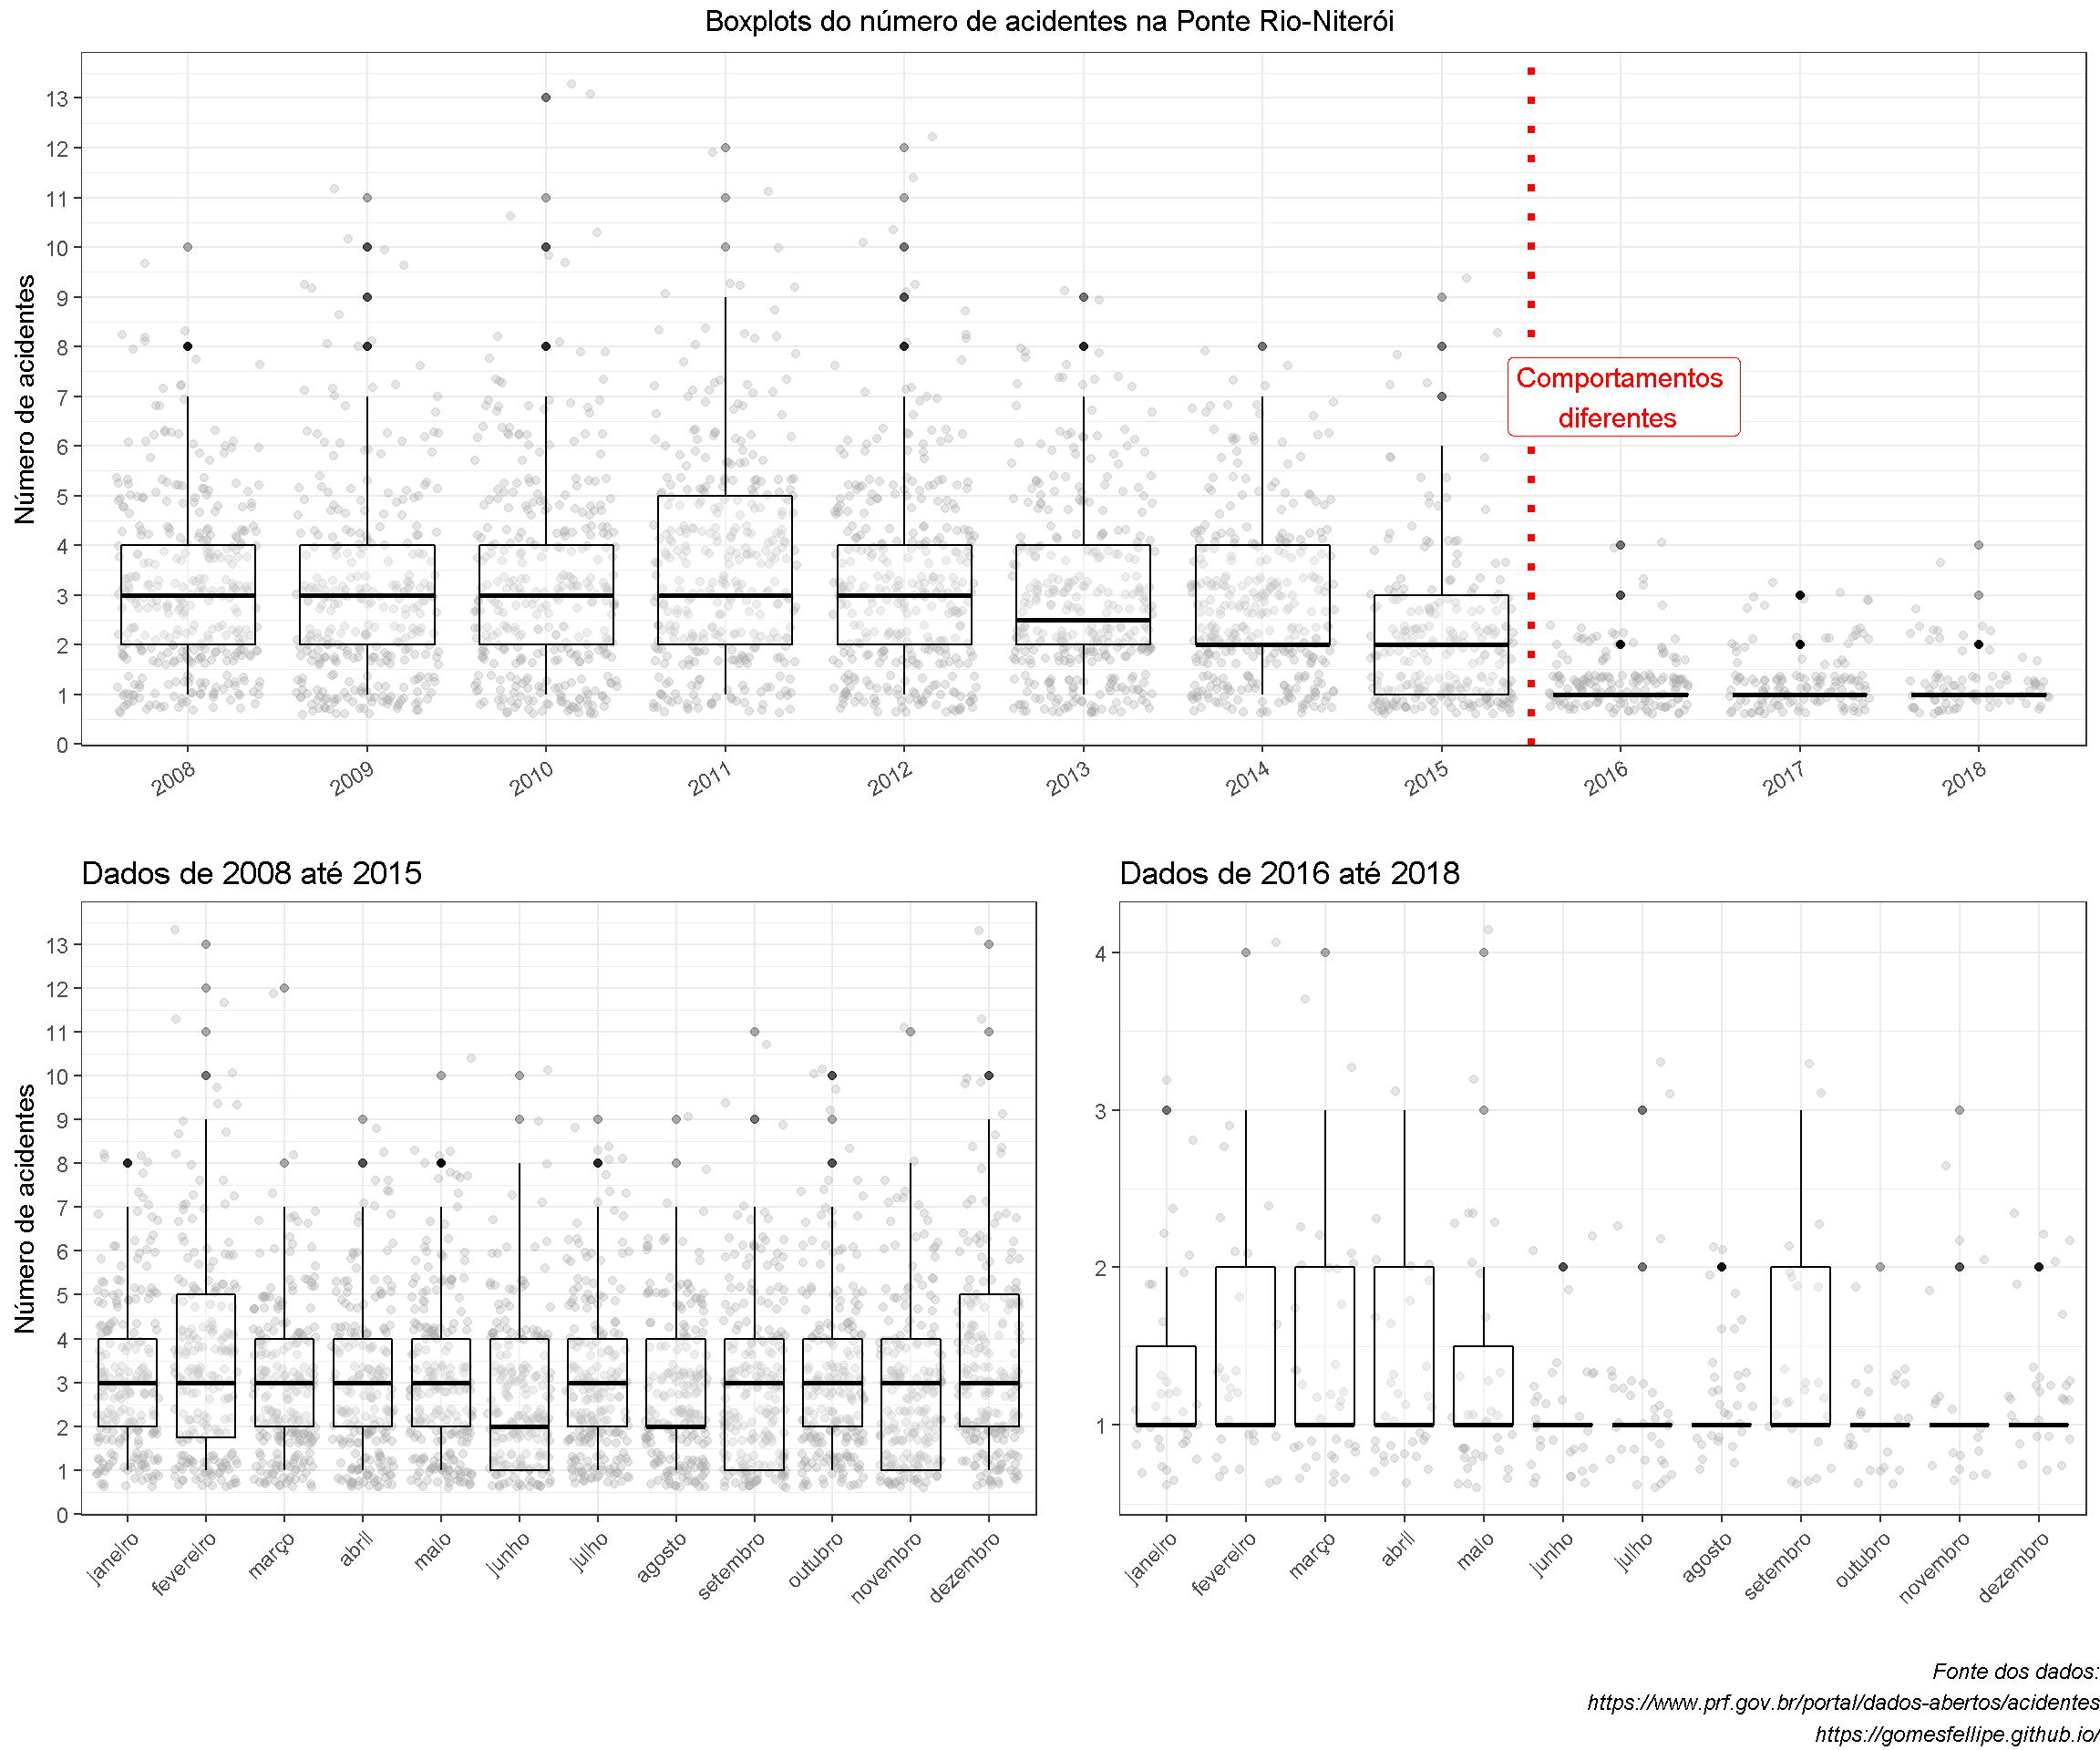 Boxplots do número de acidentes na Ponte Rio-Niterói
Número de acidentes
13
12
11
10
9
8
7
6
5
4
3
2
1
0
Comportamentos
diferentes
2008
2009
2010
2011
2012
2013
2014
2015
2016
2017
2018
Dados de 2008 até 2015
Número de acidentes
13
12
11
10
9
8
7
6
5
4
3
2
1
0
janeiro
fevereiro
março
abril
maio
junho
julho
agosto
setembro
outubro
novembro
dezembro
Dados de 2016 até 2018
4
3
2
1
janeiro
fevereiro
março
abril
maio
junho
julho
agosto
setembro
outubro
novembro
dezembro
Fonte dos dados:
https://www.prf.gov.br/portal/dados-abertos/acidentes
https://gomesfellipe.github.io/